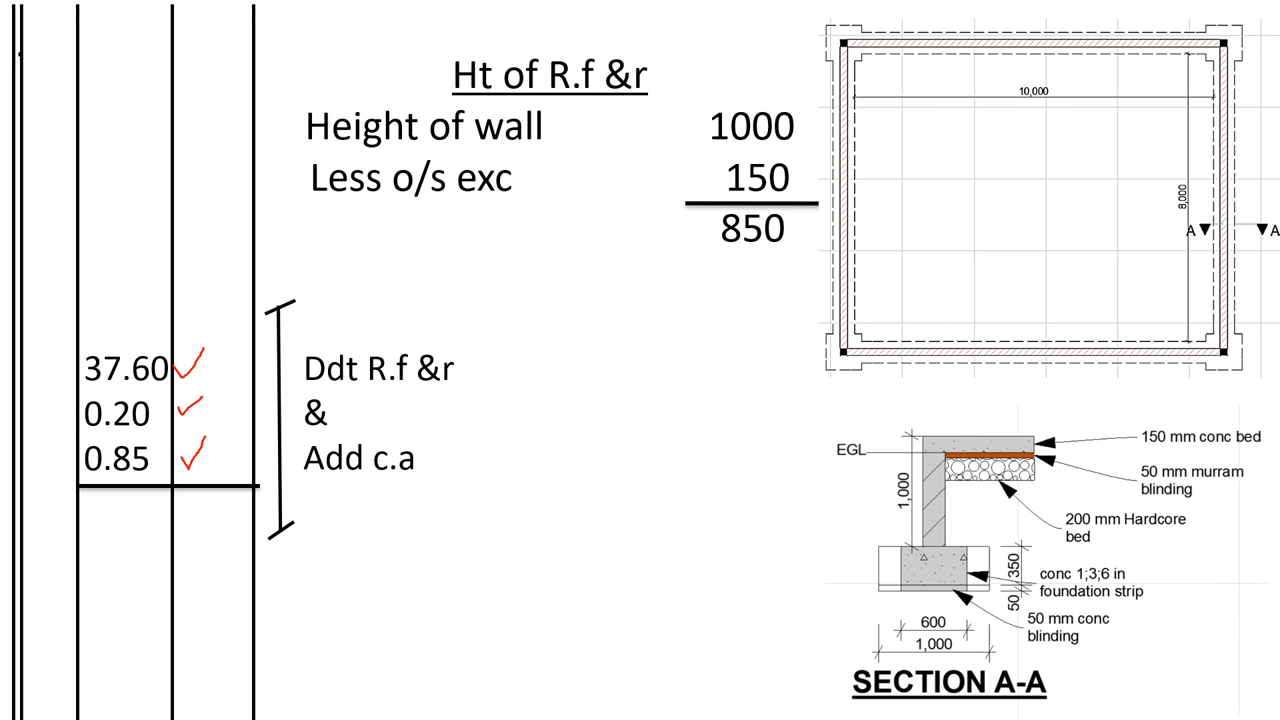 Ht of R.f &r
Height of wall 1000
Less o/s exc 150
850
37.60 Ddt R.f &r
0.20 &
0.85 Add c.a
10,000
8,000
A A
EGL
150 mm conc bed
50 mm murram
blinding
1,000
200 mm Hardcore
bed
350
conc 1;3;6 in
foundation strip
50
50 mm conc
blinding
600
1,000
SECTION A-A